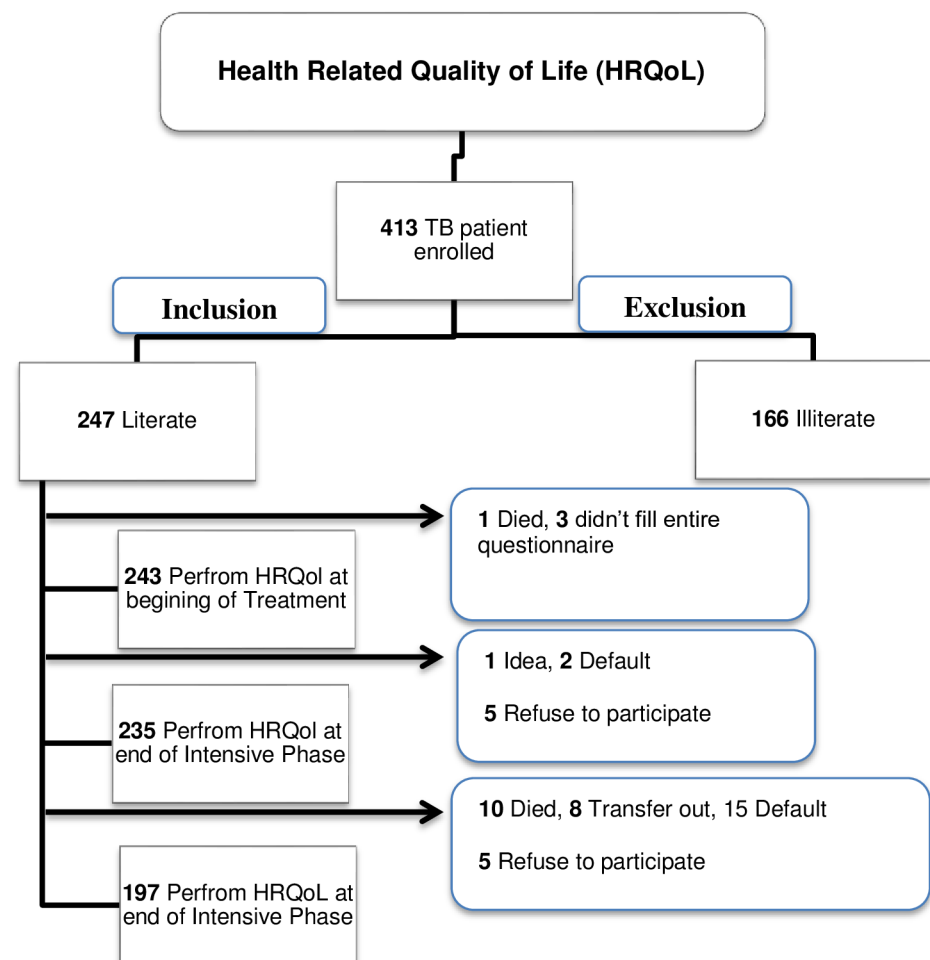 Health Related Quality of Life (HRQoL)
413 TB patient
enrolled
Inclusion
Exclusion
247 Literate
166 Illiterate
1 Died, 3 didn’t fill entire
questionnaire
243 Perfrom HRQol at
begining of Treatment
1 Idea, 2 Default
5 Refuse to participate
235 Perfrom HRQol at
end of Intensive Phase
10 Died, 8 Transfer out, 15 Default
5 Refuse to participate
197 Perfrom HRQoL at
end of Intensive Phase